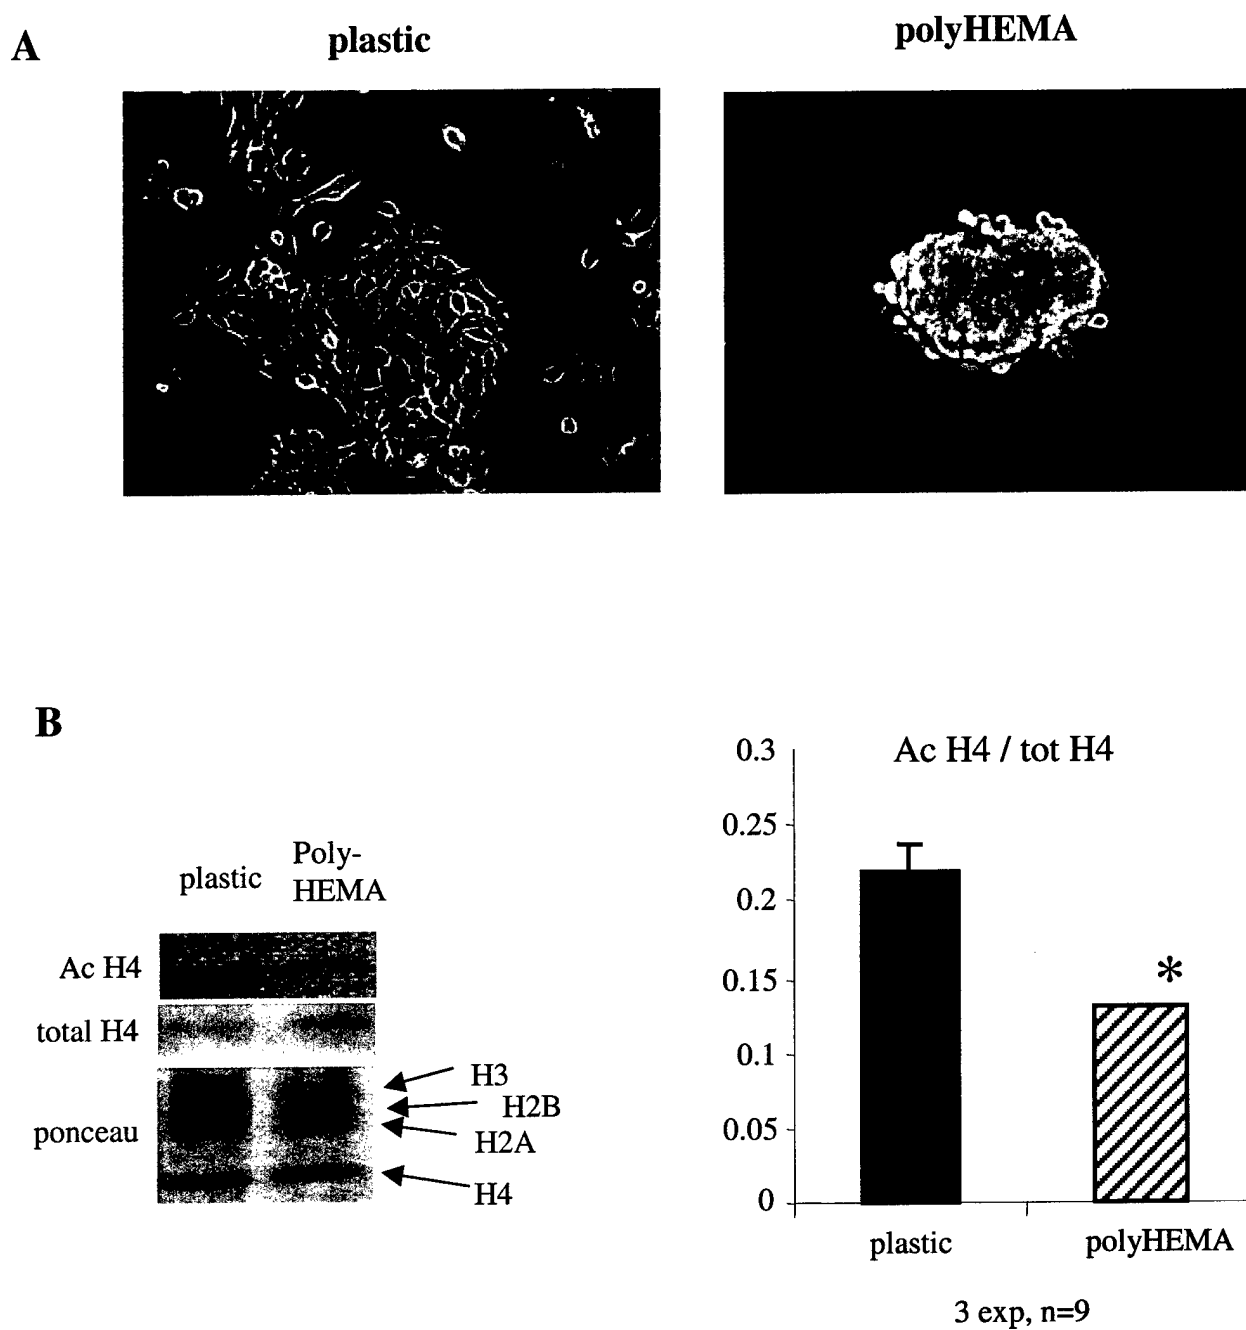 A
plastic
polyHEMA
B
plastic
Poly-
HEMA
Ac H4
total H4
ponceau
H3
H2B
H2A
H4
Ac H4 / tot H4
0.3
0.25
0.2
0.15
0.1
0.05
0
*
plastic
polyHEMA
3 exp, n=9